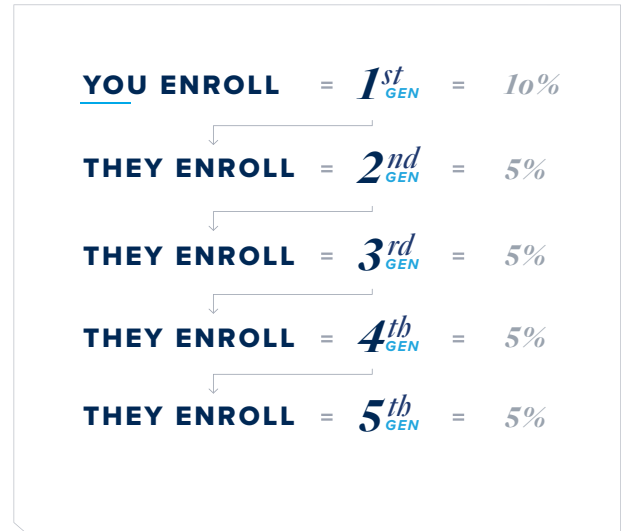 YOU ENROLL = 1st GEN = 10%
THEY ENROLL = 2nd GEN = 5%
THEY ENROLL = 3rd GEN = 5%
THEY ENROLL = 4th GEN = 5%
THEY ENROLL = 5th GEN = 5%